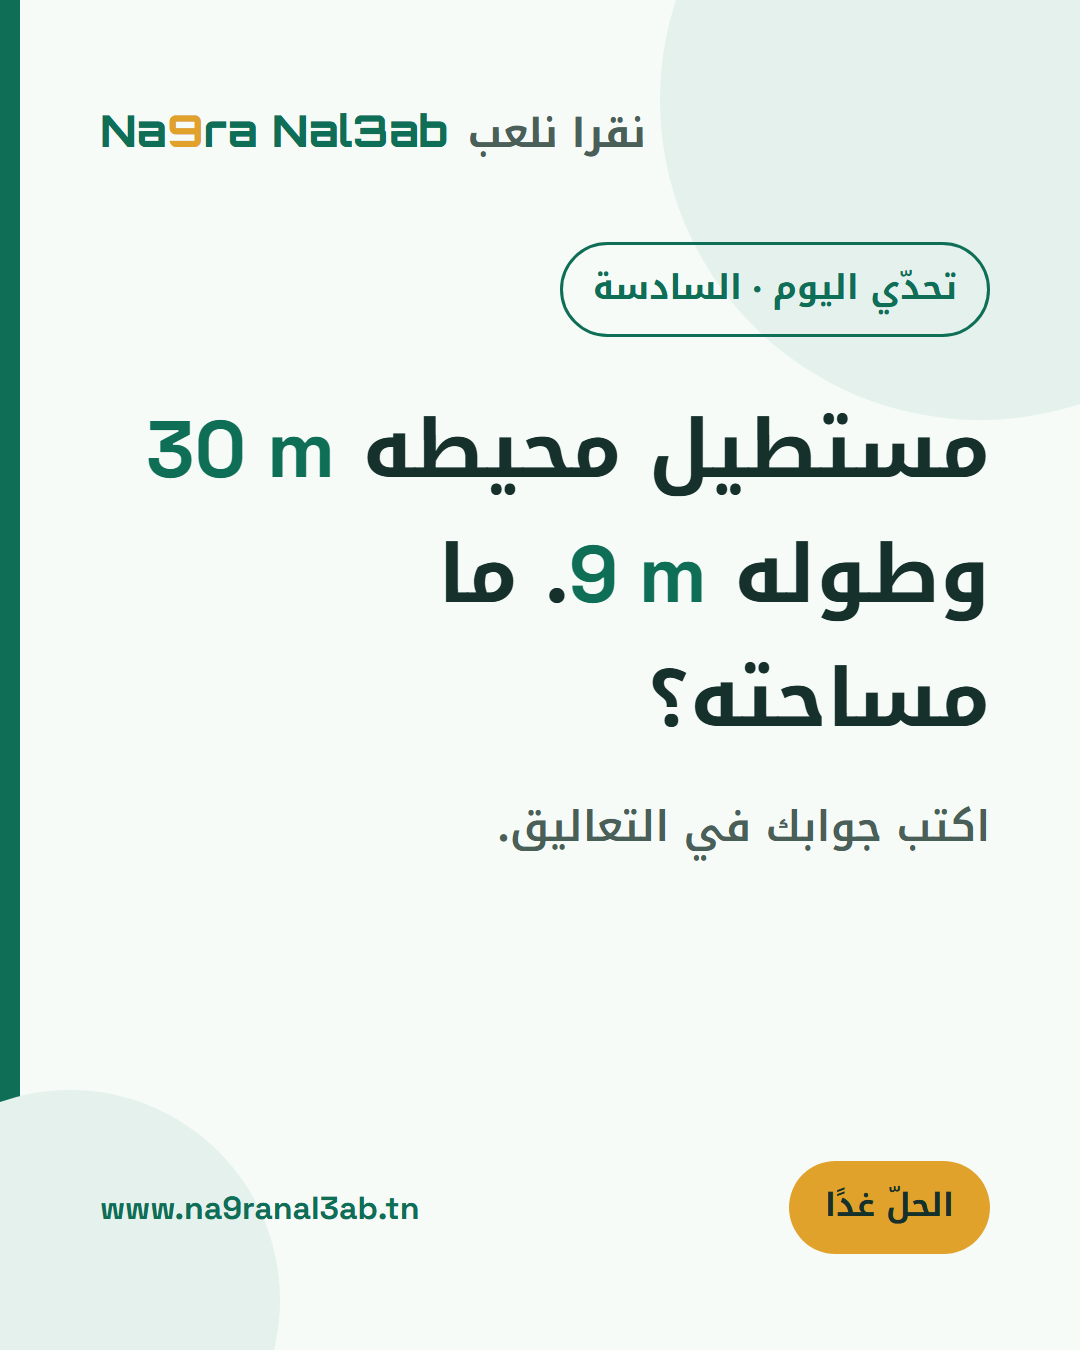 Na9ra Nal3ab نقرا نلعب
تحدّي اليوم · السادسة
مستطيل محيطه 30 m
وطوله 9 m. ما
مساحته؟
اكتب جوابك في التعاليق.
الحلّ غدًا
www.na9ranal3ab.tn